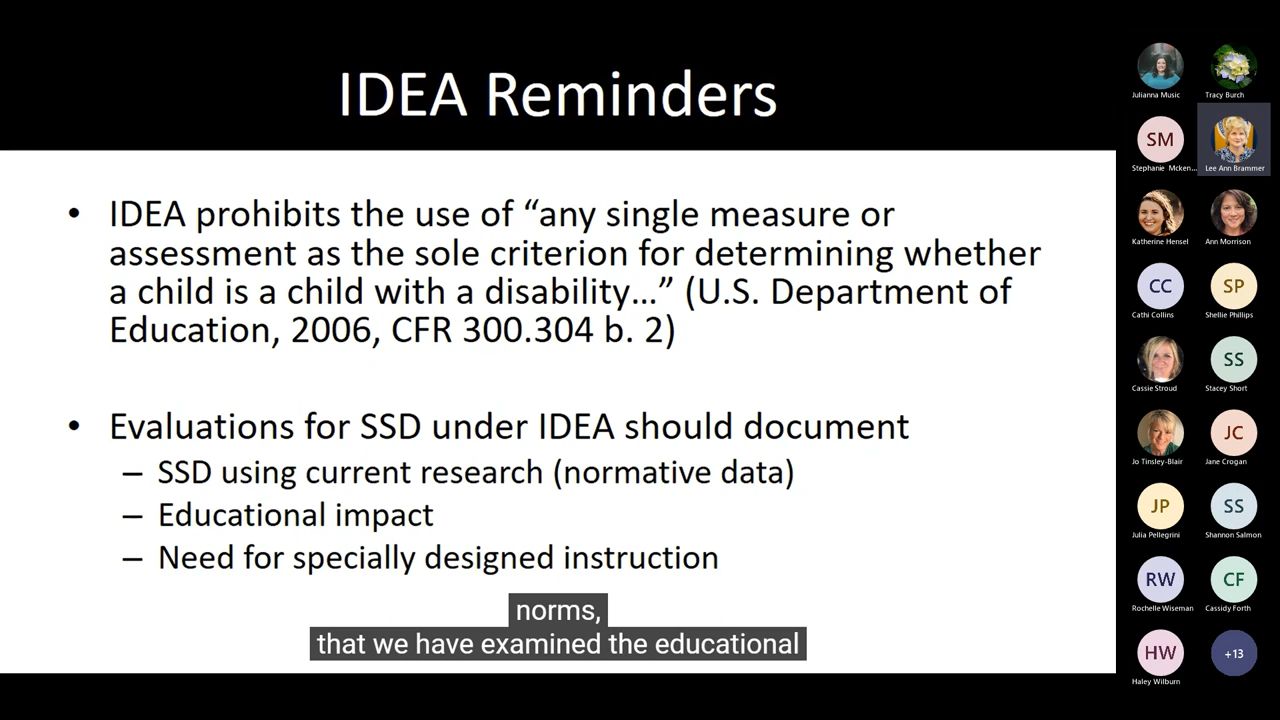 IDEA Reminders
• IDEA prohibits the use of “any single measure or
assessment as the sole criterion for determining whether
a child is a child with a disability…” (U.S. Department of
Education, 2006, CFR 300.304 b. 2)
• Evaluations for SSD under IDEA should document
– SSD using current research (normative data)
– Educational impact
– Need for specially designed instruction
norms,
that we have examined the educational
Julianna Music
Tracy Burch
SM
Stephanie Mcken...
Lee Ann Brammer
Katherine Hensel
Ann Morrison
CC
Cathi Collins
SP
Shellie Phillips
Cassie Stroud
SS
Stacey Short
Jo Tinsley-Blair
JC
Jane Crogan
JP
Julia Pellegrini
SS
Shannon Salmon
RW
Rochelle Wiseman
CF
Cassidy Forth
HW
Haley Wilburn
+13